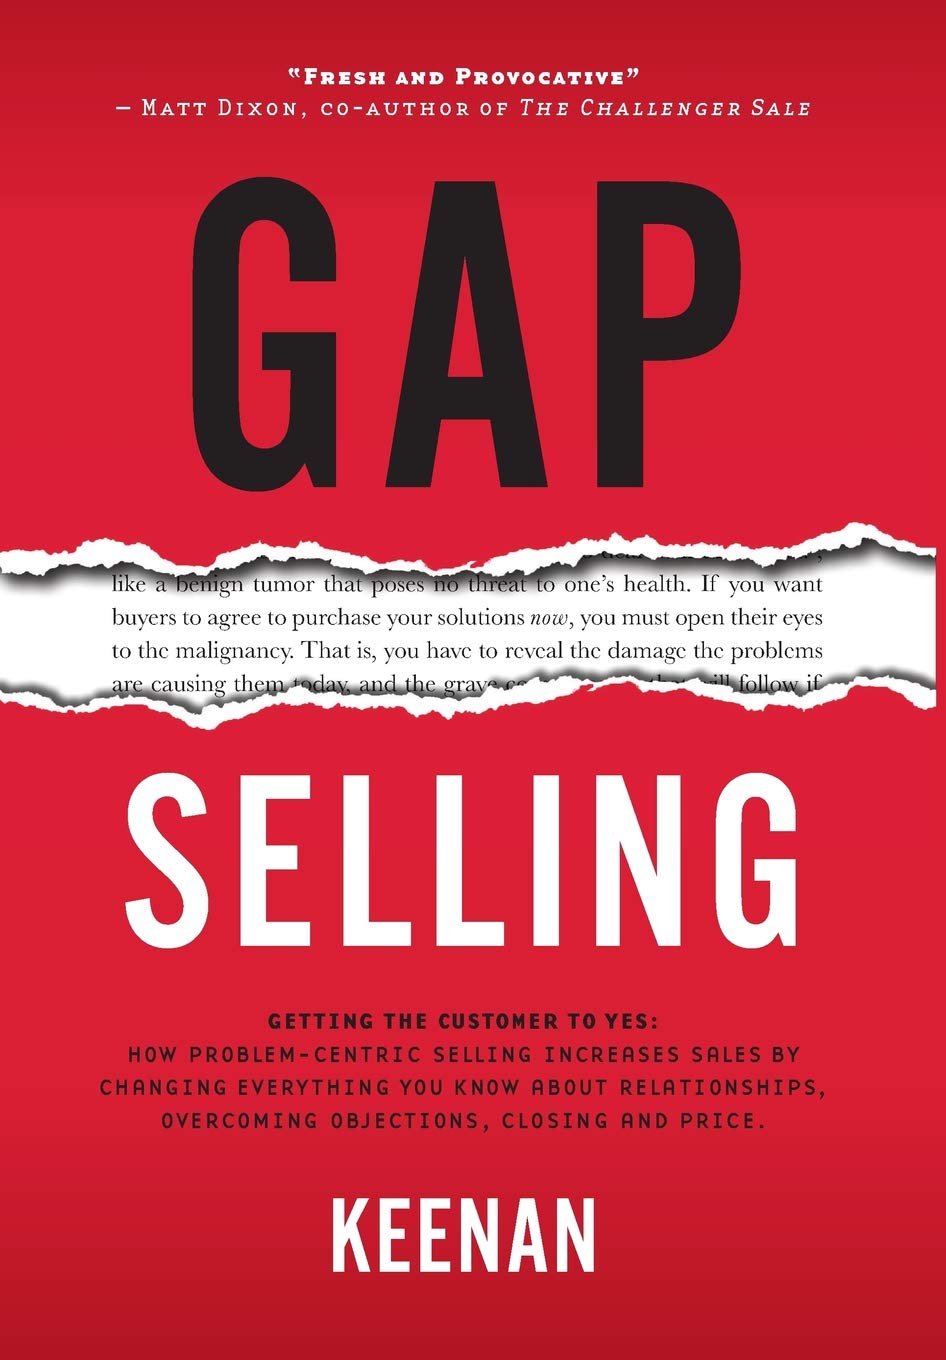 “Fresh and Provocative”
– Matt Dixon, co-author of The Challenger Sale
GAP
like a benign tumor that poses no threat to one’s health. If you want
buyers to agree to purchase your solutions now, you must open their eyes
to the malignancy. That is, you have to reveal the damage the problems
are causing them today, and the grave that will follow if
SELLING
GETTING THE CUSTOMER TO YES:
HOW PROBLEM-CENTRIC SELLING INCREASES SALES BY
CHANGING EVERYTHING YOU KNOW ABOUT RELATIONSHIPS,
OVERCOMING OBJECTIONS, CLOSING AND PRICE.
KEENAN